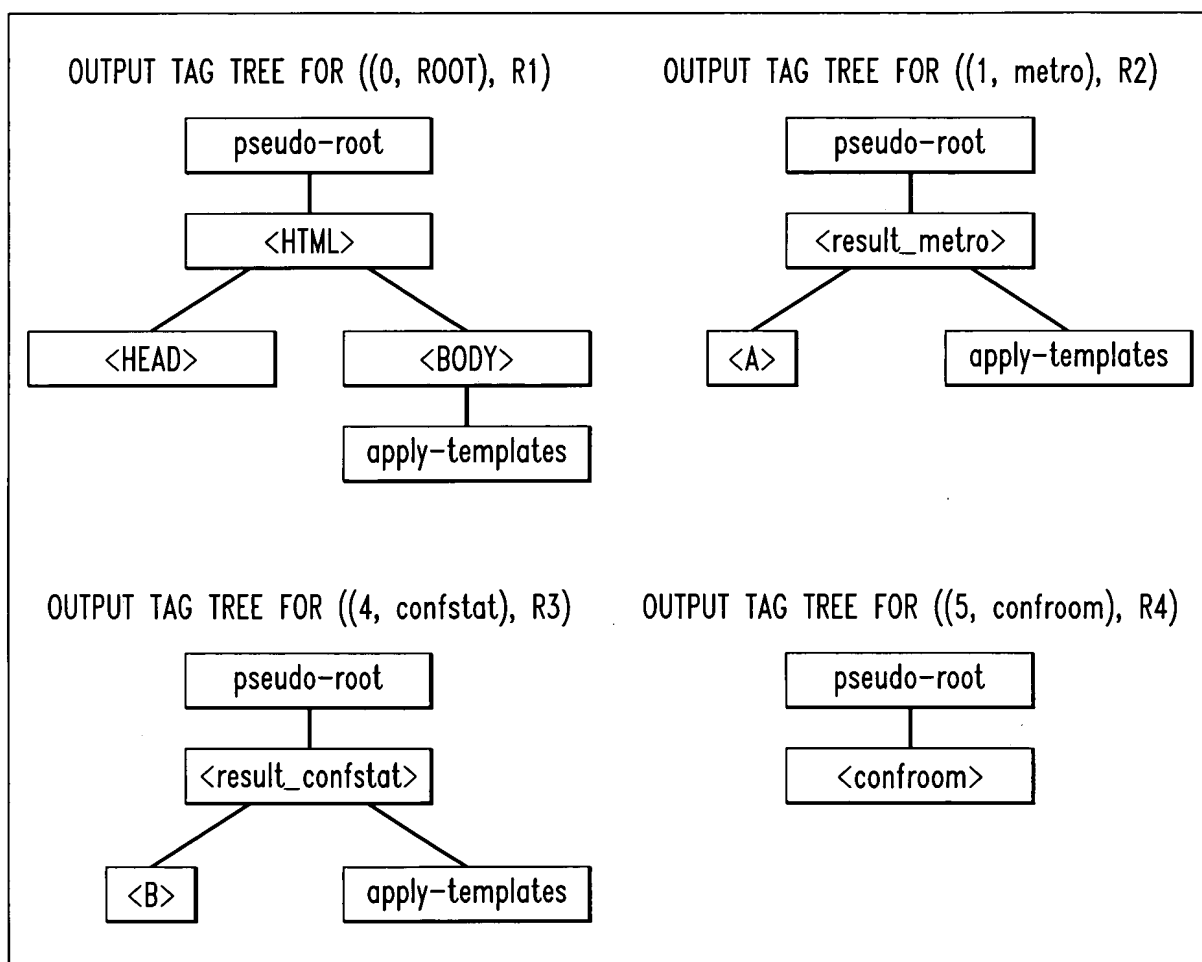 OUTPUT TAG TREE FOR ((0, ROOT), R1)
pseudo-root
<HTML>
<HEAD>
<BODY>
apply-templates
OUTPUT TAG TREE FOR ((1, metro), R2)
pseudo-root
<result_metro>
<A>
apply-templates
OUTPUT TAG TREE FOR ((4, confstat), R3)
pseudo-root
<result_confstat>
<B>
apply-templates
OUTPUT TAG TREE FOR ((5, confroom), R4)
pseudo-root
<confroom>